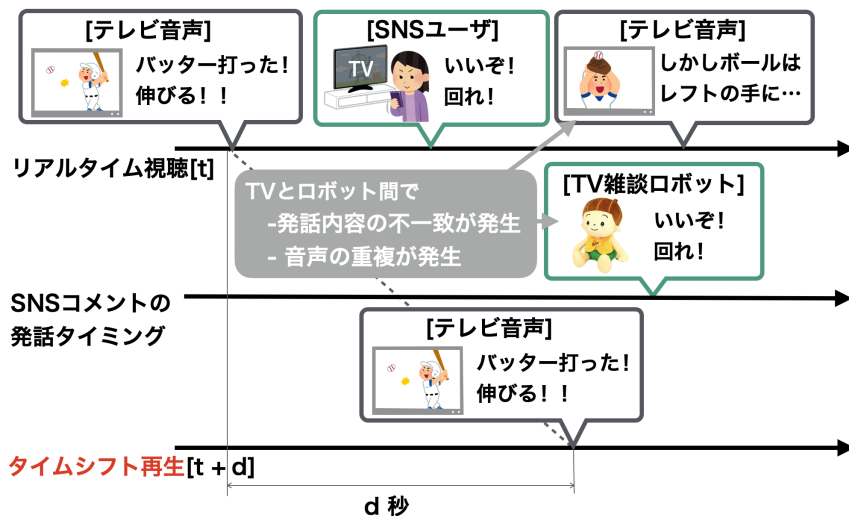 [テレビ音声]
バッター打った！
伸びる！！
[SNSユーザ]
TV
いいぞ！
回れ！
[テレビ音声]
しかしボールは
レフトの手に…
リアルタイム視聴[t]
TVとロボット間で
-発話内容の不一致が発生
- 音声の重複が発生
[TV雑談ロボット]
いいぞ！
回れ！
SNSコメントの
発話タイミング
[テレビ音声]
バッター打った！
伸びる！！
タイムシフト再生[t + d]
d 秒